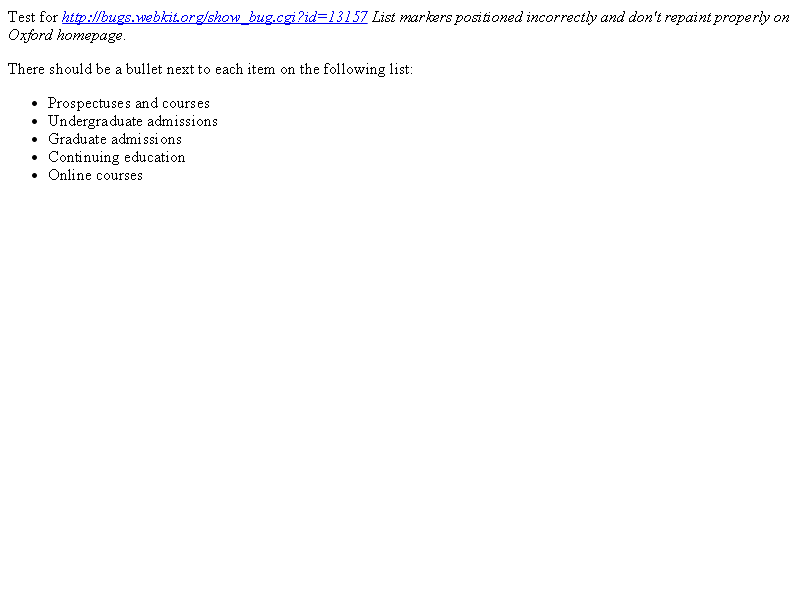 Test for http://bugs.webkit.org/show_bug.cgi?id=13157 List markers positioned incorrectly and don't repaint properly on
Oxford homepage.
There should be a bullet next to each item on the following list:
• Prospectuses and courses
• Undergraduate admissions
• Graduate admissions
• Continuing education
• Online courses